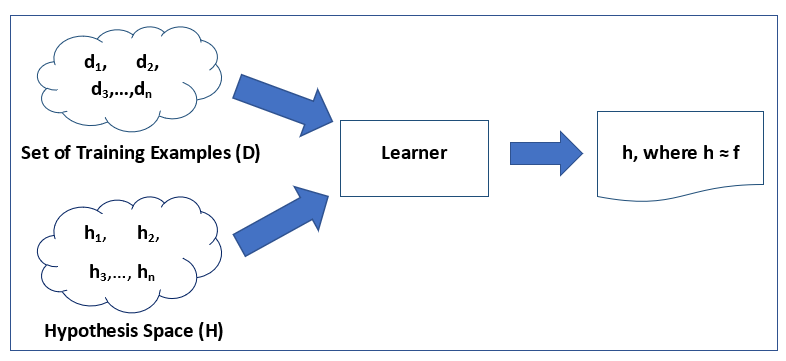 d₁, d₂,
d₃,...,dₙ
Set of Training Examples (D)
Learner
h, where h ≈ f
h₁, h₂,
h₃,..., hₙ
Hypothesis Space (H)